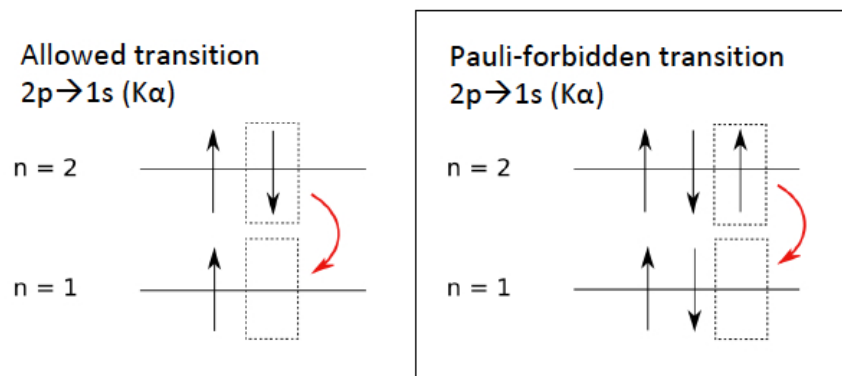 Allowed transition
2p→1s (Kα)
n = 2
n = 1
Pauli-forbidden transition
2p→1s (Kα)
n = 2
n = 1